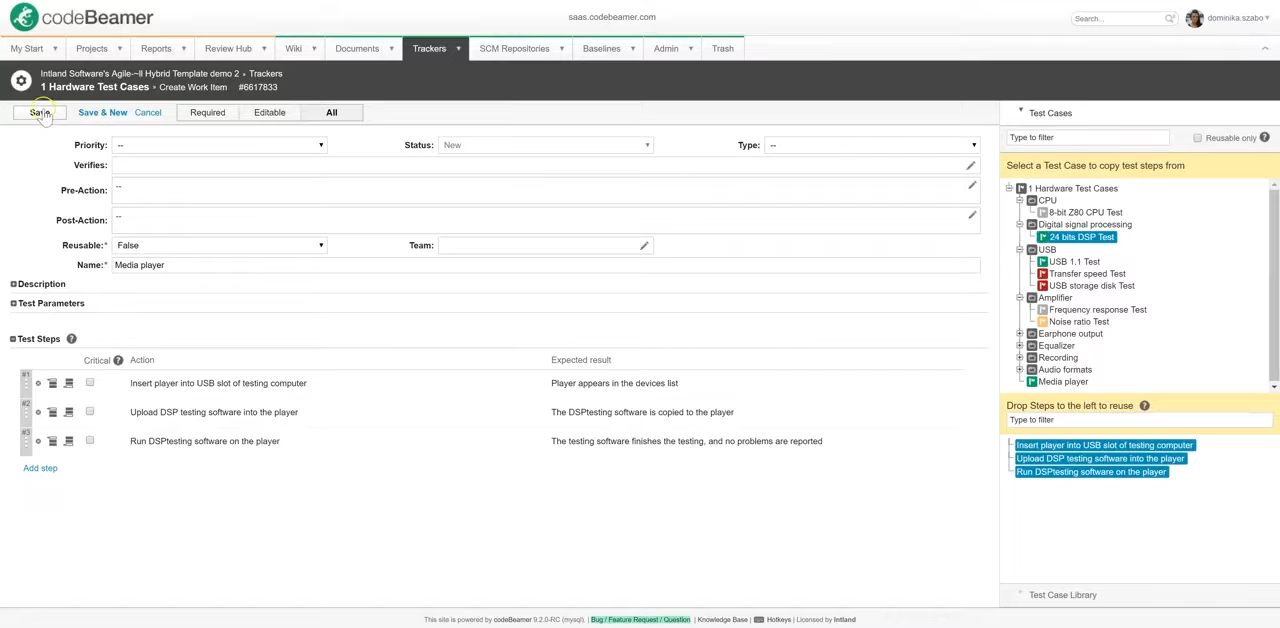 codeBeamer
saas.codebeamer.com
Search...
dominika.szabo
My Start Projects Reports Review Hub Wiki Documents Trackers SCM Repositories Baselines Admin Trash
Intland Software's Agile-~II Hybrid Template demo 2 • Trackers
1 Hardware Test Cases • Create Work Item #6617833
Save Save & New Cancel Required Editable All
Priority: -- Status: New Type: --
Verifies:
Pre-Action: --
Post-Action: --
Reusable:* False Team:
Name:* Media player
Description
Test Parameters
Test Steps ?
Critical ? Action Expected result
#1 Insert player into USB slot of testing computer Player appears in the devices list
#2 Upload DSP testing software into the player The DSPtesting software is copied to the player
#3 Run DSPtesting software on the player The testing software finishes the testing, and no problems are reported
Add step
Test Cases
Type to filter Reusable only ?
Select a Test Case to copy test steps from
1 Hardware Test Cases
CPU
8-bit Z80 CPU Test
Digital signal processing
24 bits DSP Test
USB
USB 1.1 Test
Transfer speed Test
USB storage disk Test
Amplifier
Frequency response Test
Noise ratio Test
Earphone output
Equalizer
Recording
Audio formats
Media player
Drop Steps to the left to reuse ?
Type to filter
Insert player into USB slot of testing computer
Upload DSP testing software into the player
Run DSPtesting software on the player
Test Case Library
This site is powered by codeBeamer 9.2.0-RC (mysql). | Bug / Feature Request / Question | Knowledge Base | Hotkeys | Licensed by Intland